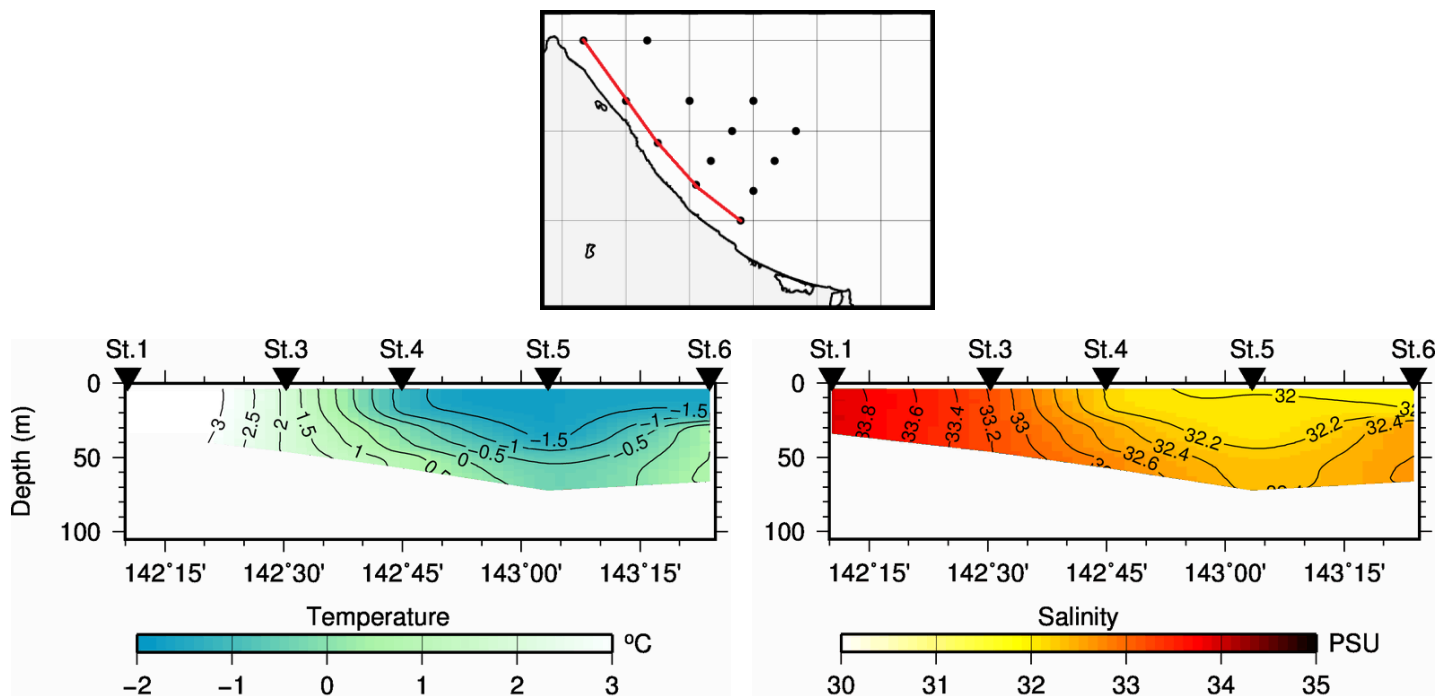 St.1 St.3 St.4 St.5 St.6 St.1 St.3 St.4 St.5 St.6
0
50
100
Depth (m)
3 2.5 2 1.5 1 0 −0.5 −1 −1.5 −0.5 −1 −1.5
0
50
100
33.8 33.6 33.4 33.2 33 32.6 32.4 32.2 32 32.2 32.4
142˚15' 142˚30' 142˚45' 143˚00' 143˚15' 142˚15' 142˚30' 142˚45' 143˚00' 143˚15' 143˚30'
Temperature Salinity
ºC PSU
−2 −1 0 1 2 3 30 31 32 33 34 35